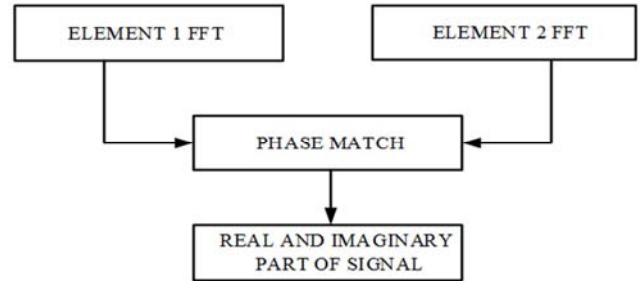 ELEMENT 1 FFT
ELEMENT 2 FFT
PHASE MATCH
REAL AND IMAGINARY
PART OF SIGNAL